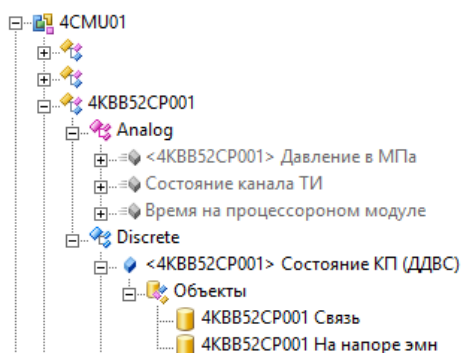 4CMU01
4KBB52CP001
Analog
<4KBB52CP001> Давление в МПа
Состояние канала ТИ
Время на процессороном модуле
Discrete
<4KBB52CP001> Состояние КП (ДДВС)
Объекты
4KBB52CP001 Связь
4KBB52CP001 На напоре эмн